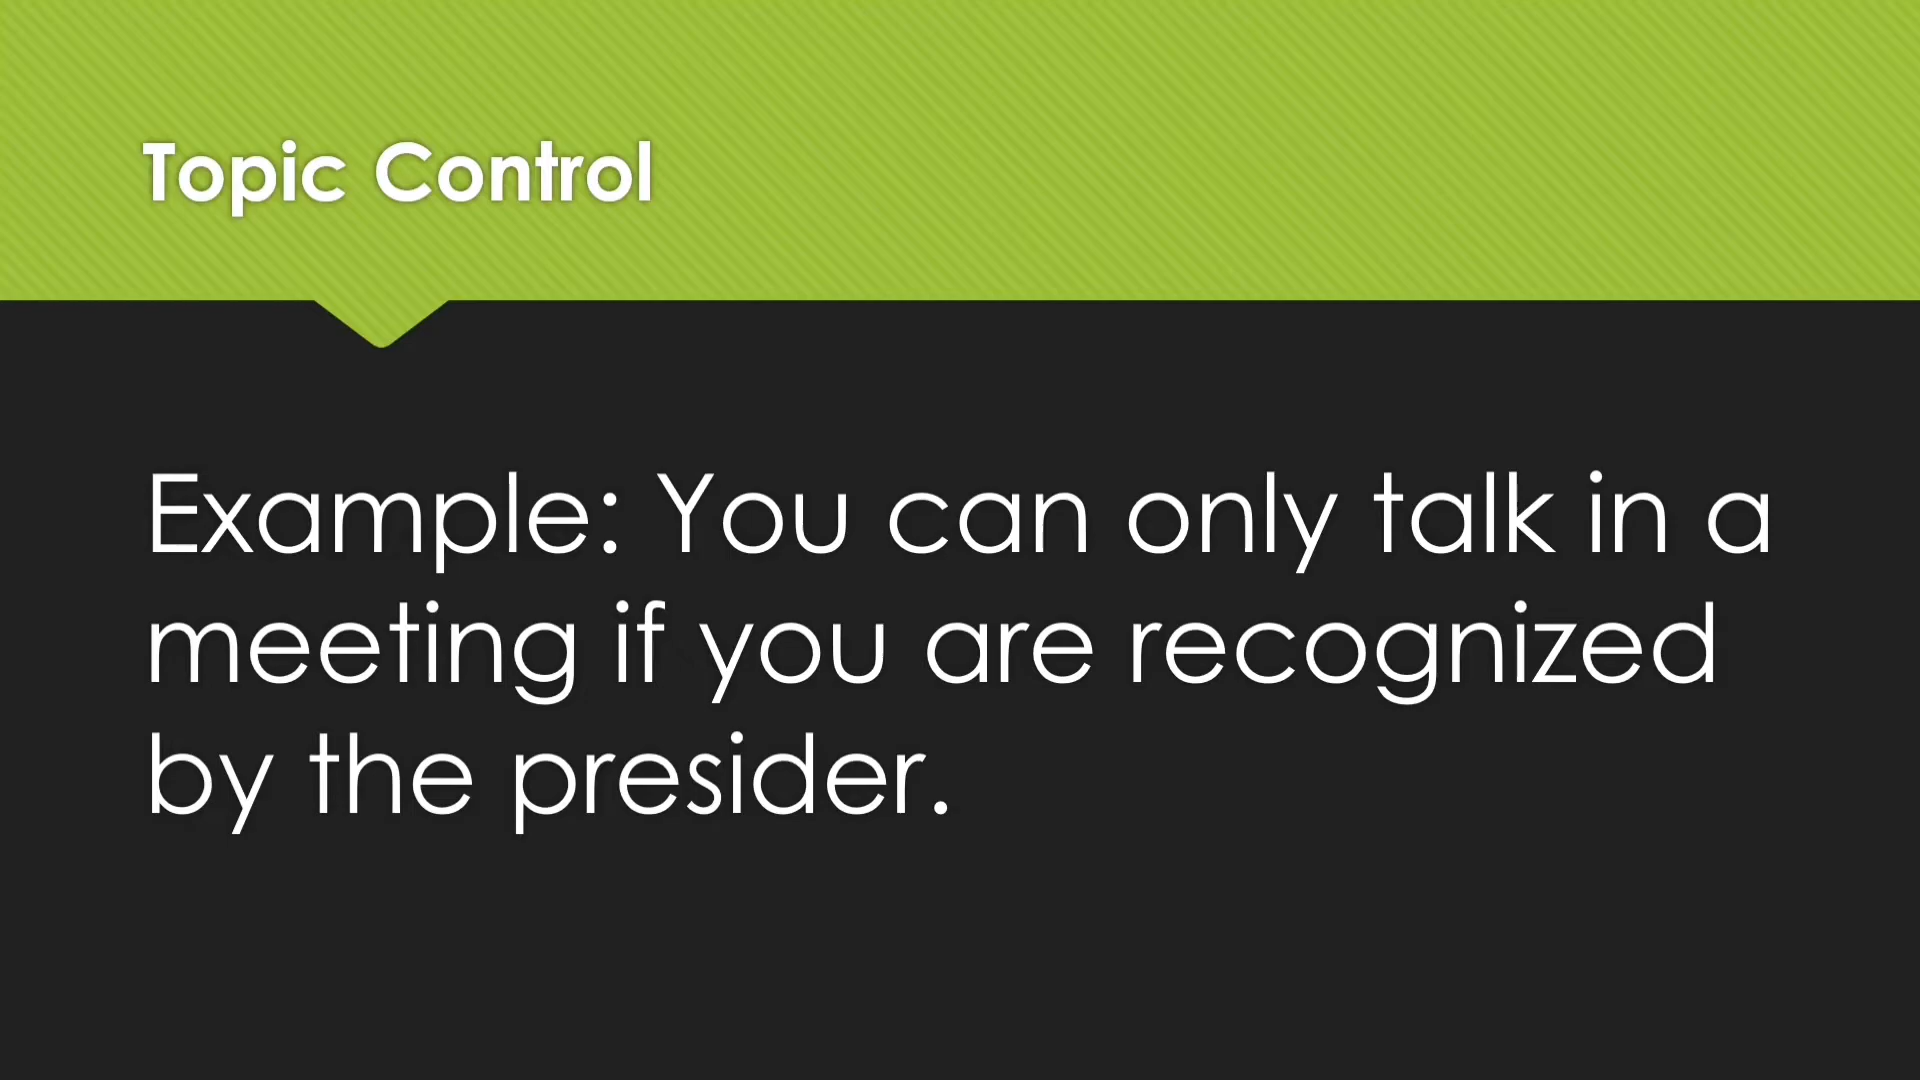 Topic Control
Example: You can only talk in a
meeting if you are recognized
by the presider.